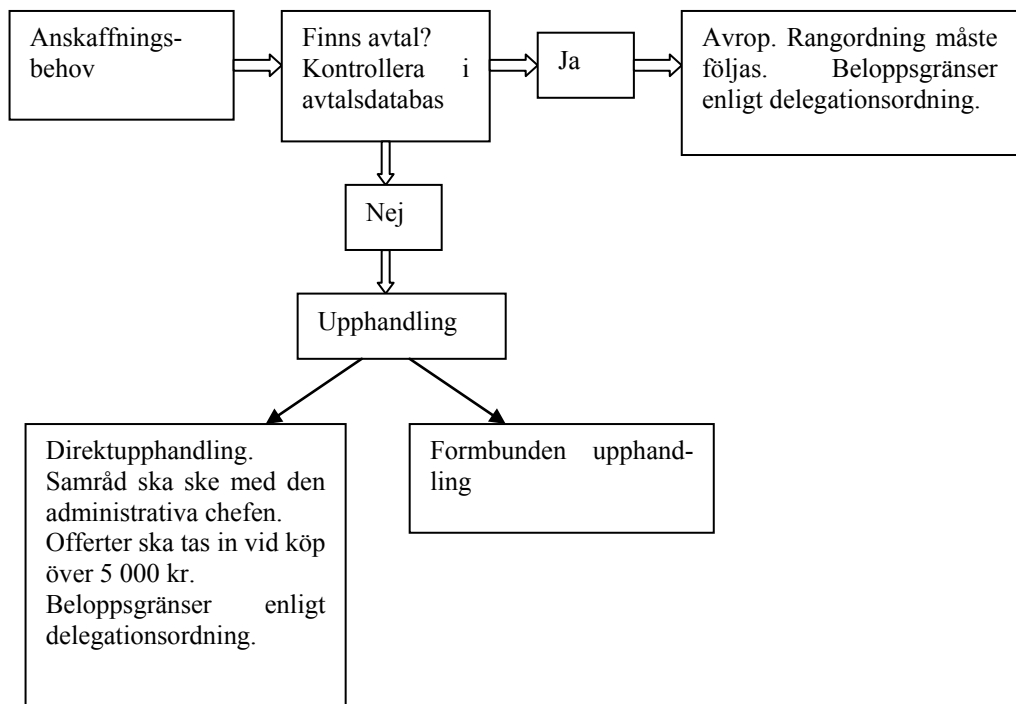 Anskaffnings-
behov
Finns avtal?
Kontrollera i
avtalsdatabas
Ja
Avrop. Rangordning måste
följas. Beloppsgränser
enligt delegationsordning.
Nej
Upphandling
Direktupphandling.
Samråd ska ske med den
administrativa chefen.
Offerter ska tas in vid köp
över 5 000 kr.
Beloppsgränser enligt
delegationsordning.
Formbunden upphand-
ling